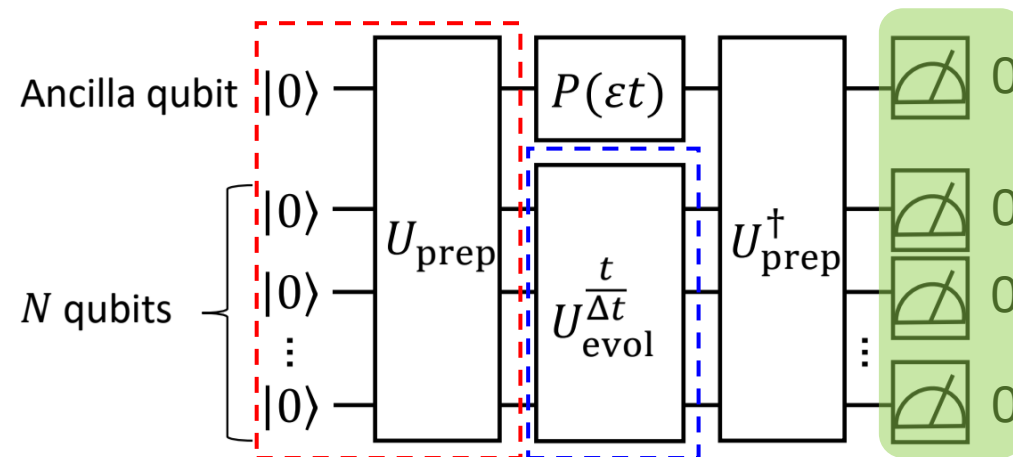 Ancilla qubit |0⟩ P(εt) 0
|0⟩ 0
N qubits |0⟩ U_prep U_evol^{t/Δt} U_prep^† 0
⋮ ⋮
|0⟩ 0